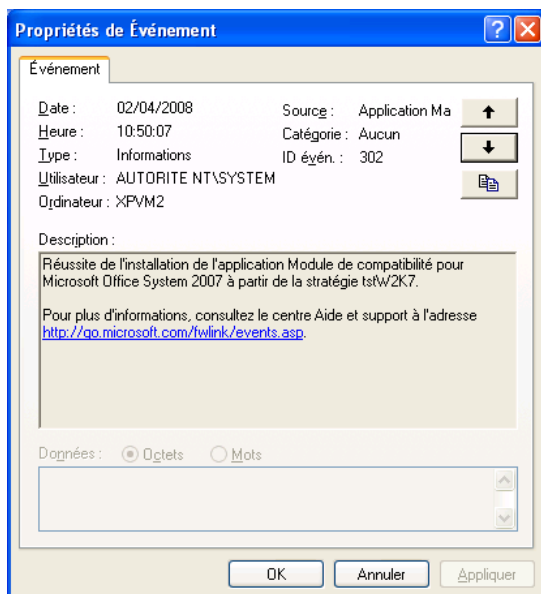 Propriétés de Événement
Événement
Date : 02/04/2008 Source : Application Ma
Heure : 10:50:07 Catégorie : Aucun
Type : Informations ID évén. : 302
Utilisateur : AUTORITE NT\SYSTEM
Ordinateur : XPVM2
Description :
Réussite de l'installation de l'application Module de compatibilité pour
Microsoft Office System 2007 à partir de la stratégie tstW2K7.
Pour plus d'informations, consultez le centre Aide et support à l'adresse
http://go.microsoft.com/fwlink/events.asp.
Données : Octets Mots
OK Annuler Appliquer